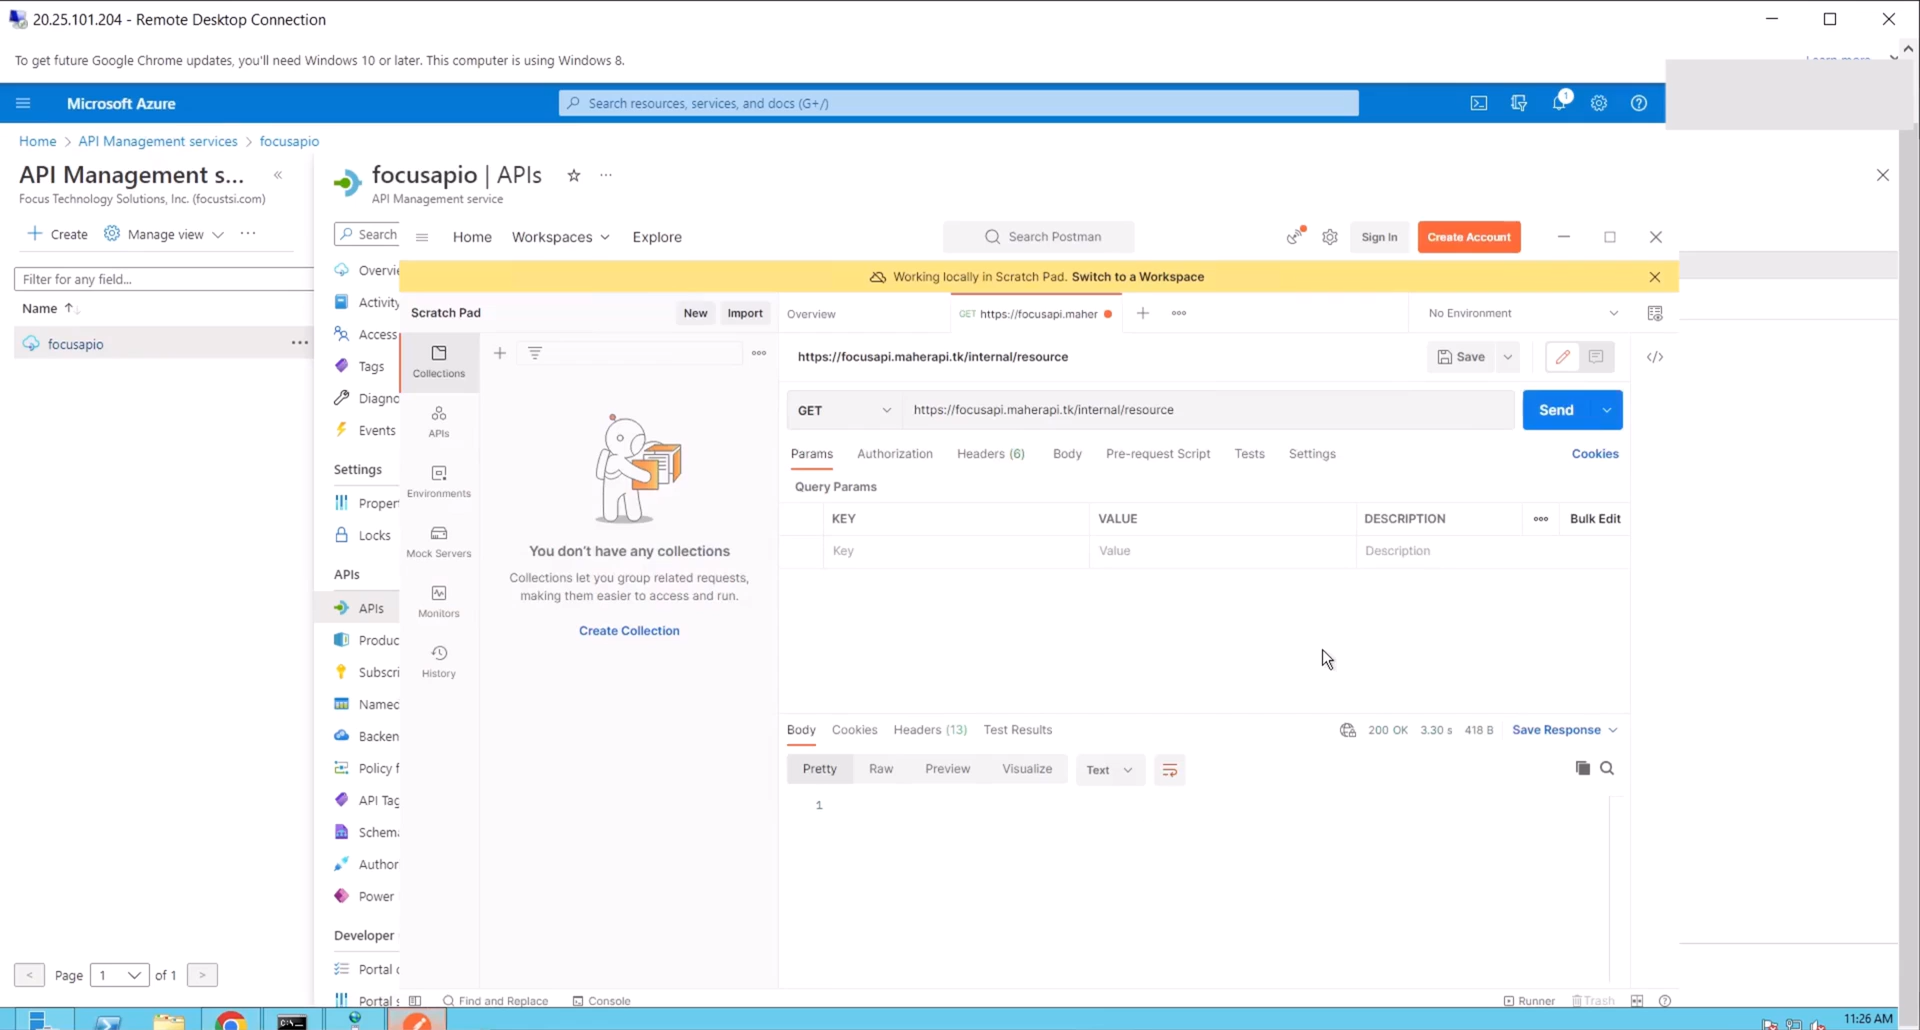 20.25.101.204 - Remote Desktop Connection
To get future Google Chrome updates, you'll need Windows 10 or later. This computer is using Windows 8.
Microsoft Azure
Search resources, services, and docs (G+/)
1
Home > API Management services > focusapio
API Management s... «
Focus Technology Solutions, Inc. (focustsi.com)
focusapio | APIs
API Management service
Create
Manage view
Search
Home
Workspaces
Explore
Search Postman
Sign In
Create Account
Filter for any field...
Name
focusapio
Working locally in Scratch Pad. Switch to a Workspace
Scratch Pad
New
Import
Overview
GET https://focusapi.maher
No Environment
https://focusapi.maherapi.tk/internal/resource
Save
GET
https://focusapi.maherapi.tk/internal/resource
Send
Params
Authorization
Headers (6)
Body
Pre-request Script
Tests
Settings
Cookies
Query Params
KEY
VALUE
DESCRIPTION
Bulk Edit
Key
Value
Description
Overvie
Activity
Access
Tags
Diagno
Events
Settings
Proper
Locks
APIs
APIs
Produc
Subscri
Named
Backen
Policy f
API Tag
Schema
Author
Power
Developer
Portal
Portal s
Collections
APIs
Environments
Mock Servers
Monitors
History
You don't have any collections
Collections let you group related requests,
making them easier to access and run.
Create Collection
Body
Cookies
Headers (13)
Test Results
200 OK
3.30 s
418 B
Save Response
Pretty
Raw
Preview
Visualize
Text
1
< Page 1 of 1 >
Find and Replace
Console
Runner
Trash
11:26 AM